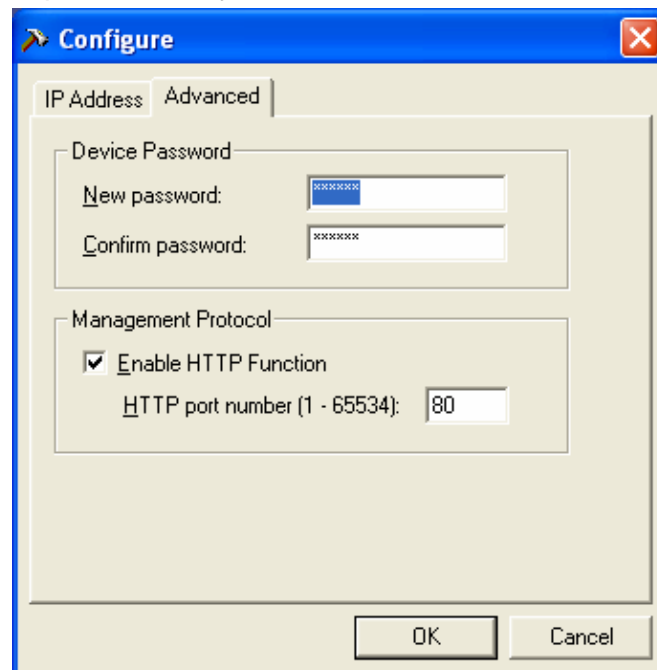 Configure
IP Address Advanced
Device Password
New password: ******
Confirm password: ******
Management Protocol
Enable HTTP Function
HTTP port number (1 - 65534): 80
OK Cancel